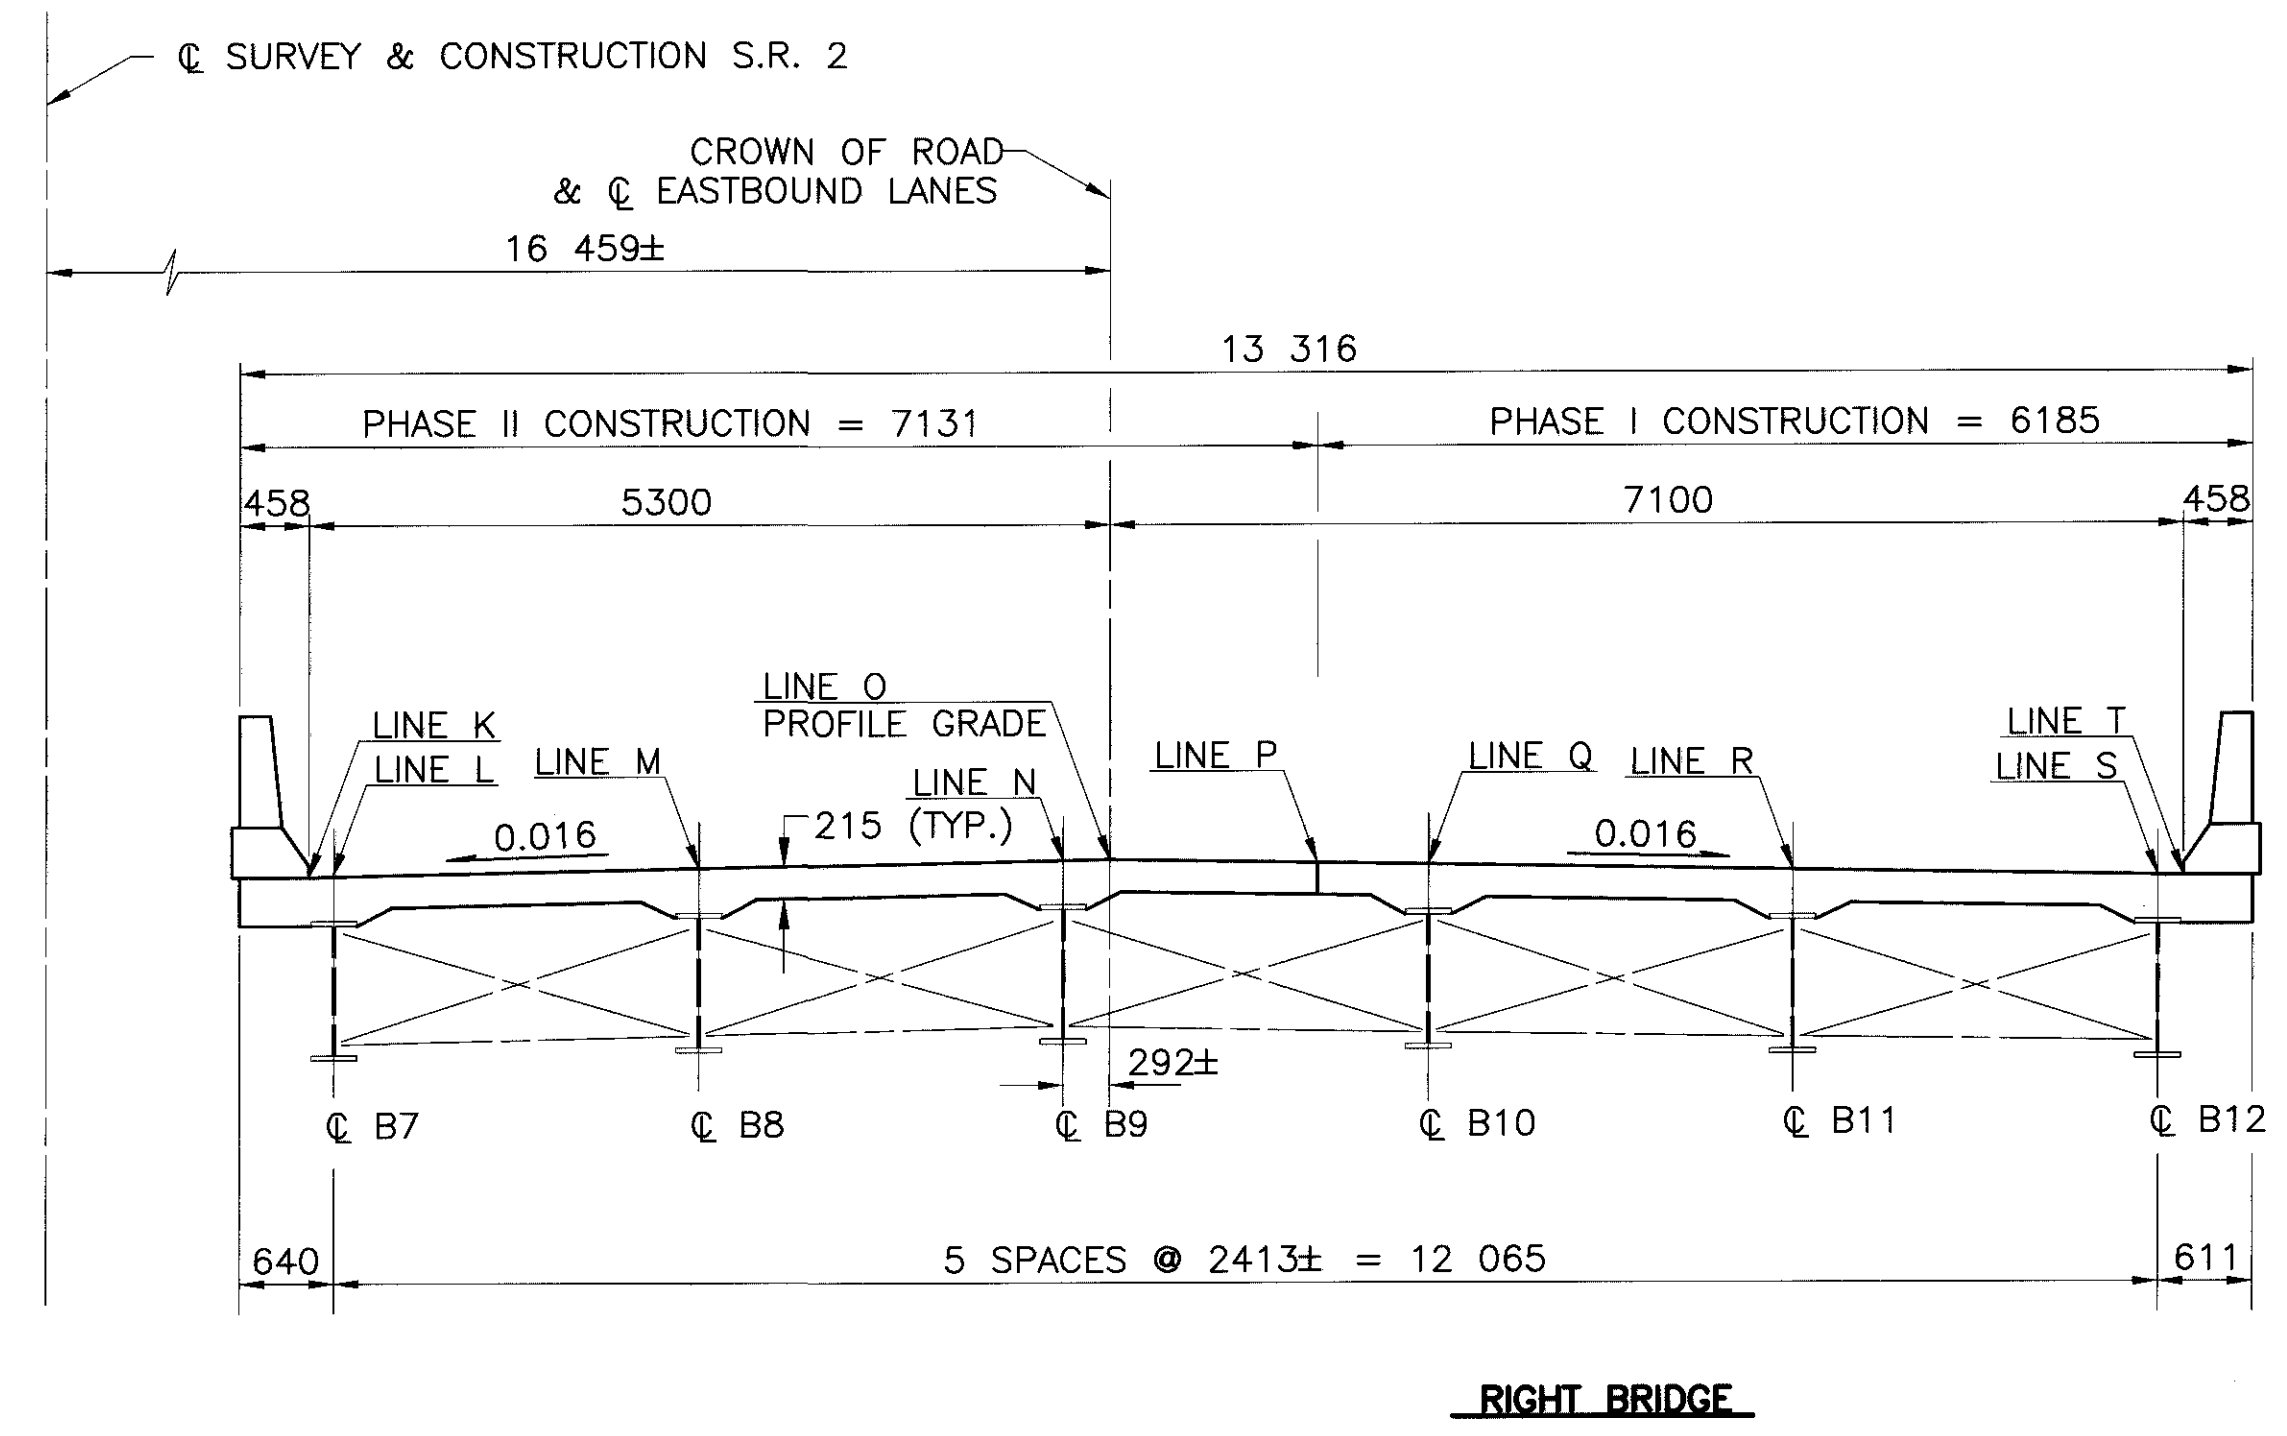 ℄ SURVEY & CONSTRUCTION S.R. 2
CROWN OF ROAD
& ℄ EASTBOUND LANES
16 459±
13 316
PHASE II CONSTRUCTION = 7131
PHASE I CONSTRUCTION = 6185
458
5300
7100
458
LINE O
PROFILE GRADE
LINE K
LINE L
LINE M
LINE N
LINE P
LINE Q
LINE R
LINE T
LINE S
0.016
215 (TYP.)
0.016
292±
℄ B7
℄ B8
℄ B9
℄ B10
℄ B11
℄ B12
640
5 SPACES @ 2413± = 12 065
611
RIGHT BRIDGE